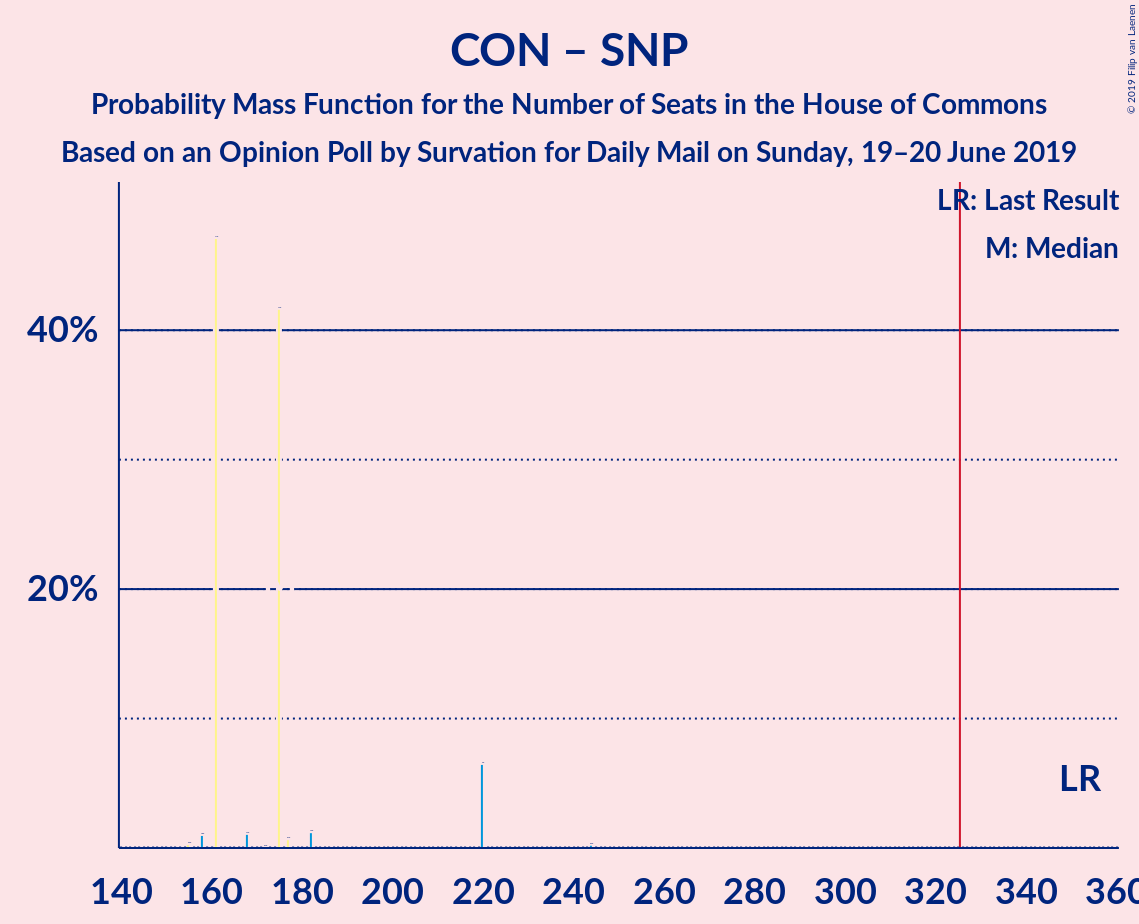 CON – SNP
Probability Mass Function for the Number of Seats in the House of Commons
Based on an Opinion Poll by Survation for Daily Mail on Sunday, 19–20 June 2019
© 2019 Filip van Laenen
LR: Last Result
M: Median
40%
20%
LR
140 160 180 200 220 240 260 280 300 320 340 360